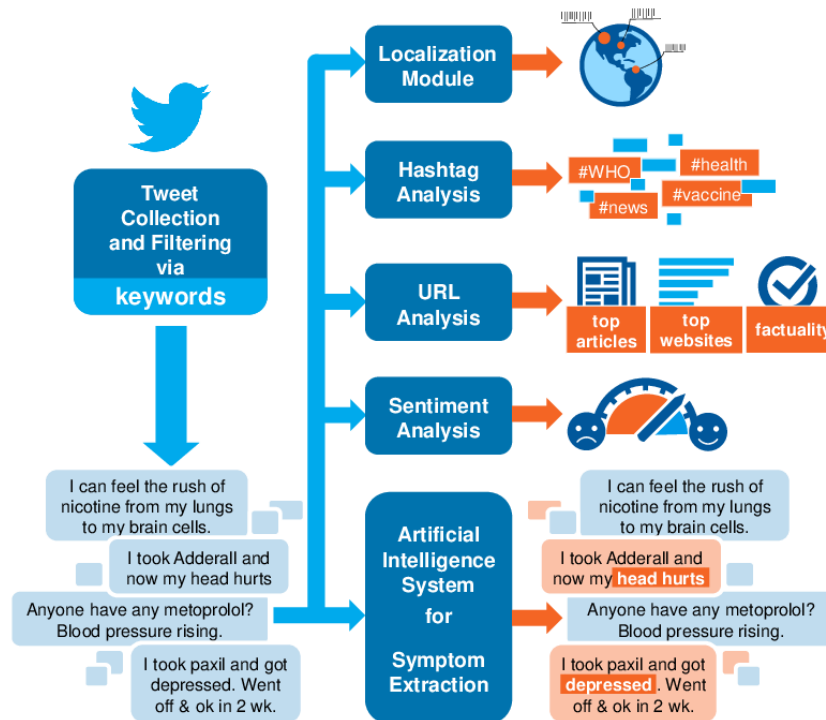 Tweet
Collection
and Filtering
via
keywords
I can feel the rush of
nicotine from my lungs
to my brain cells.
I took Adderall and
now my head hurts
Anyone have any metoprolol?
Blood pressure rising.
I took paxil and got
depressed. Went
off & ok in 2 wk.
Localization
Module
Hashtag
Analysis
#WHO
#health
#news
#vaccine
URL
Analysis
top
articles
top
websites
factuality
Sentiment
Analysis
Artificial
Intelligence
System
for
Symptom
Extraction
I can feel the rush of
nicotine from my lungs
to my brain cells.
I took Adderall and
now my head hurts
Anyone have any metoprolol?
Blood pressure rising.
I took paxil and got
depressed. Went
off & ok in 2 wk.